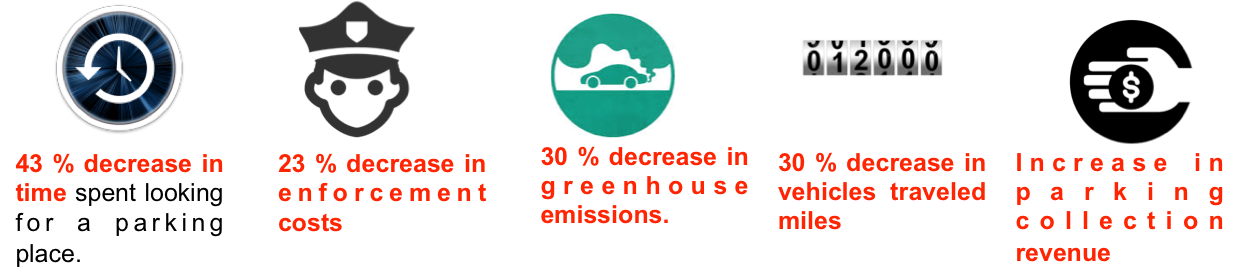 012000
$
43 % decrease in
time spent looking
for a parking
place.
23 % decrease in
enforcement
costs
30 % decrease in
greenhouse
emissions.
30 % decrease in
vehicles traveled
miles
Increase in
parking
collection
revenue